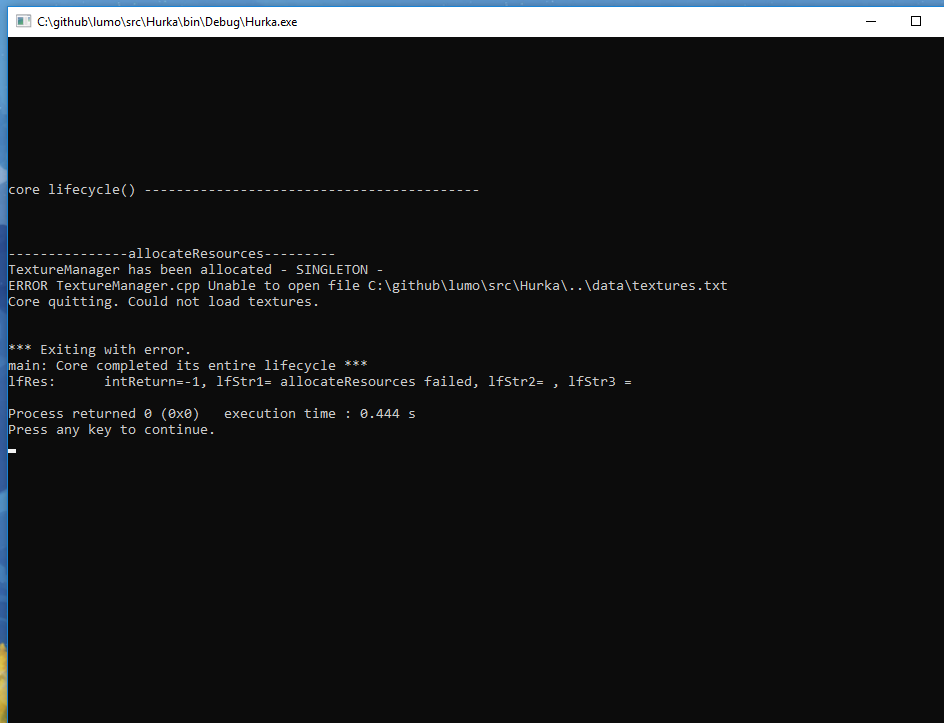 C:\github\lumo\src\Hurka\bin\Debug\Hurka.exe
core lifecycle() ------------------------------------------
---------------allocateResources---------
TextureManager has been allocated - SINGLETON -
ERROR TextureManager.cpp Unable to open file C:\github\lumo\src\Hurka\..\data\textures.txt
Core quitting. Could not load textures.
*** Exiting with error.
main: Core completed its entire lifecycle ***
lfRes:      intReturn=-1, lfStr1= allocateResources failed, lfStr2= , lfStr3 =
Process returned 0 (0x0)   execution time : 0.444 s
Press any key to continue.